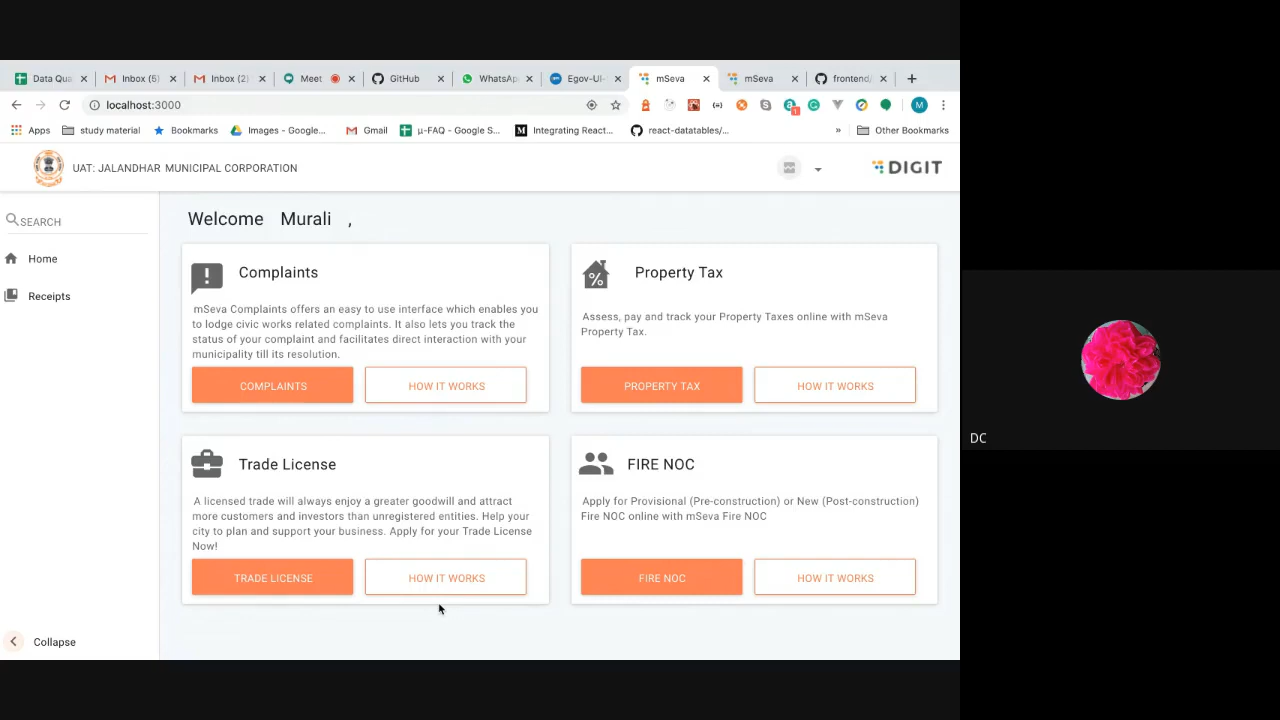 Data Qua
Inbox (5)
Inbox (2)
Meet
GitHub
WhatsAp
Egov-UI-
mSeva
mSeva
frontend/
localhost:3000
M
Apps
study material
Bookmarks
Images - Google...
Gmail
µ-FAQ - Google S...
Integrating React...
react-datatables/...
»
Other Bookmarks
UAT: JALANDHAR MUNICIPAL CORPORATION
DIGIT
SEARCH
Home
Receipts
Collapse
Welcome Murali ,
Complaints
mSeva Complaints offers an easy to use interface which enables you
to lodge civic works related complaints. It also lets you track the
status of your complaint and facilitates direct interaction with your
municipality till its resolution.
COMPLAINTS
HOW IT WORKS
Property Tax
Assess, pay and track your Property Taxes online with mSeva
Property Tax.
PROPERTY TAX
HOW IT WORKS
Trade License
A licensed trade will always enjoy a greater goodwill and attract
more customers and investors than unregistered entities. Help your
city to plan and support your business. Apply for your Trade License
Now!
TRADE LICENSE
HOW IT WORKS
FIRE NOC
Apply for Provisional (Pre-construction) or New (Post-construction)
Fire NOC online with mSeva Fire NOC
FIRE NOC
HOW IT WORKS
DC